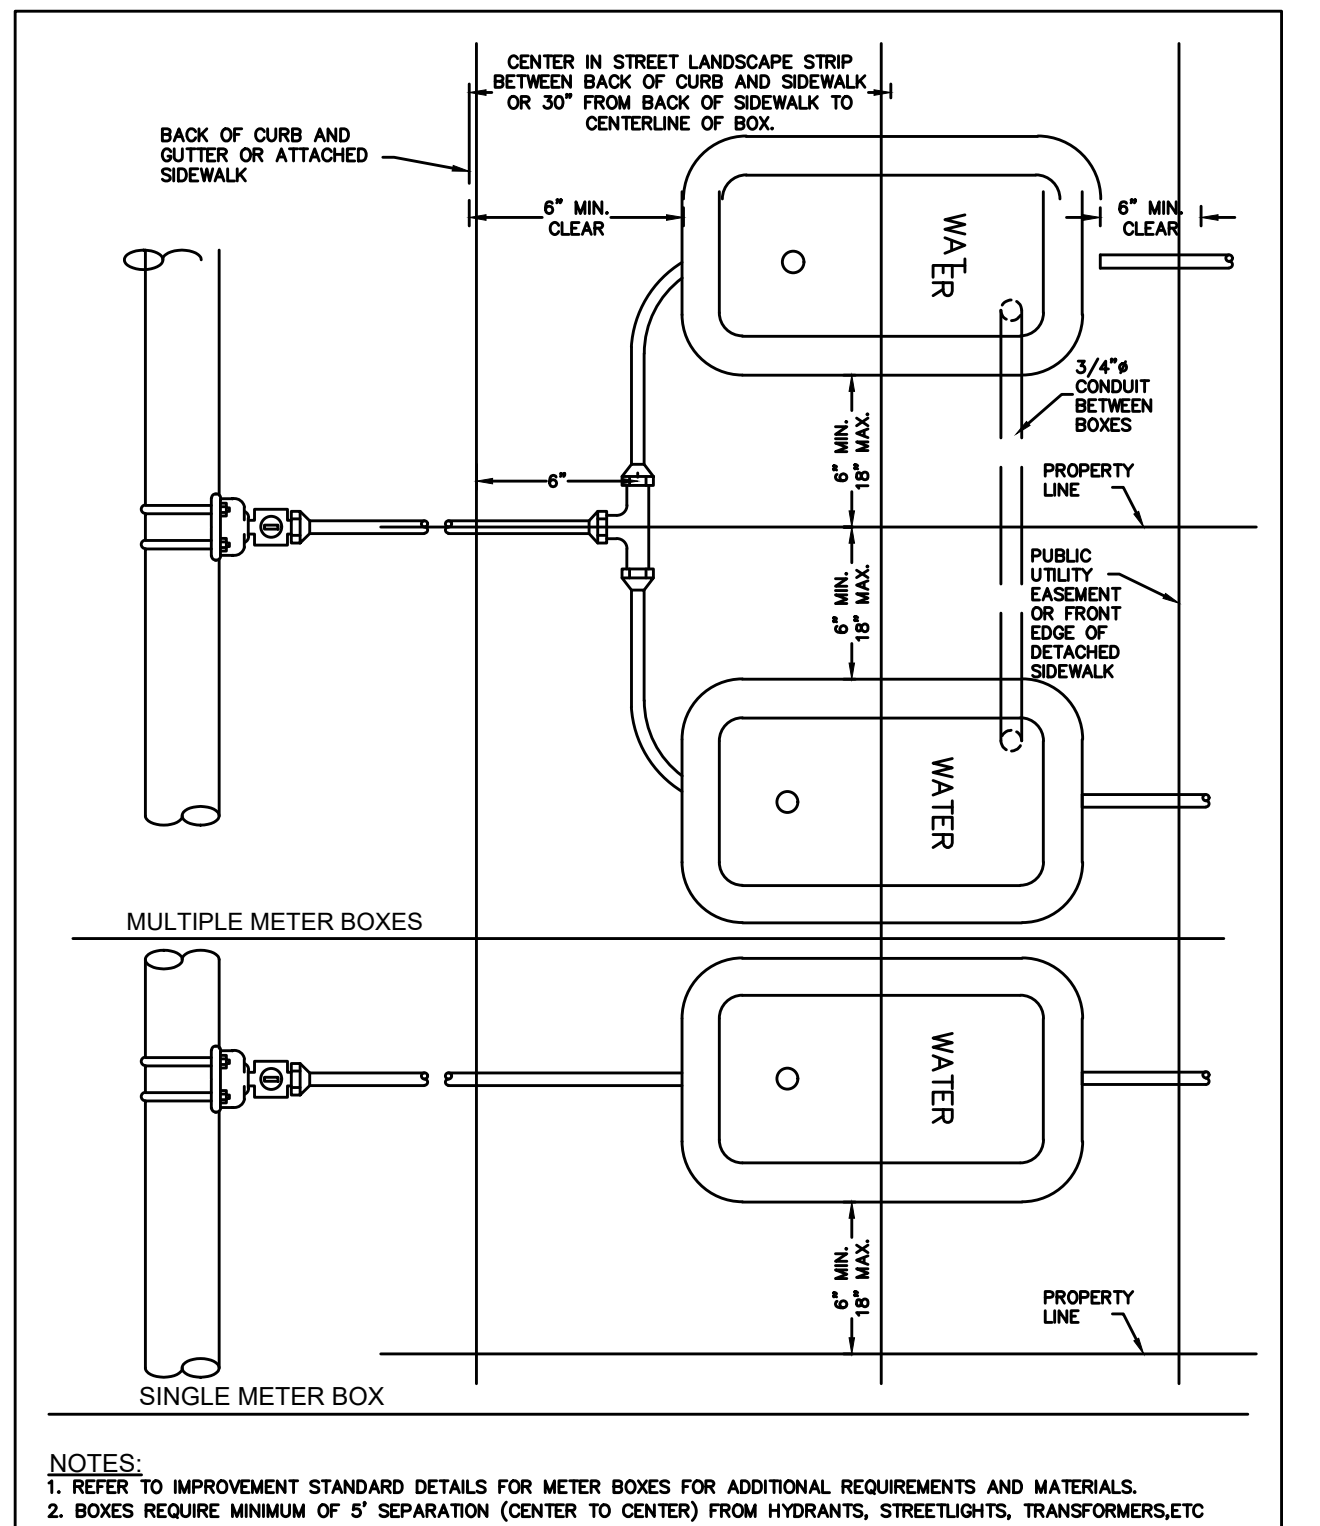 CENTER IN STREET LANDSCAPE STRIP
BETWEEN BACK OF CURB AND SIDEWALK
OR 30" FROM BACK OF SIDEWALK TO
CENTERLINE OF BOX.
BACK OF CURB AND
GUTTER OR ATTACHED
SIDEWALK
6" MIN.
CLEAR
6" MIN.
CLEAR
WATER
3/4"ø
CONDUIT
BETWEEN
BOXES
6" MIN.
18" MAX.
6"
PROPERTY
LINE
6" MIN.
18" MAX.
PUBLIC
UTILITY
EASEMENT
OR FRONT
EDGE OF
DETACHED
SIDEWALK
WATER
MULTIPLE METER BOXES
WATER
6" MIN.
18" MAX.
PROPERTY
LINE
SINGLE METER BOX
NOTES:
1. REFER TO IMPROVEMENT STANDARD DETAILS FOR METER BOXES FOR ADDITIONAL REQUIREMENTS AND MATERIALS.
2. BOXES REQUIRE MINIMUM OF 5' SEPARATION (CENTER TO CENTER) FROM HYDRANTS, STREETLIGHTS, TRANSFORMERS,ETC